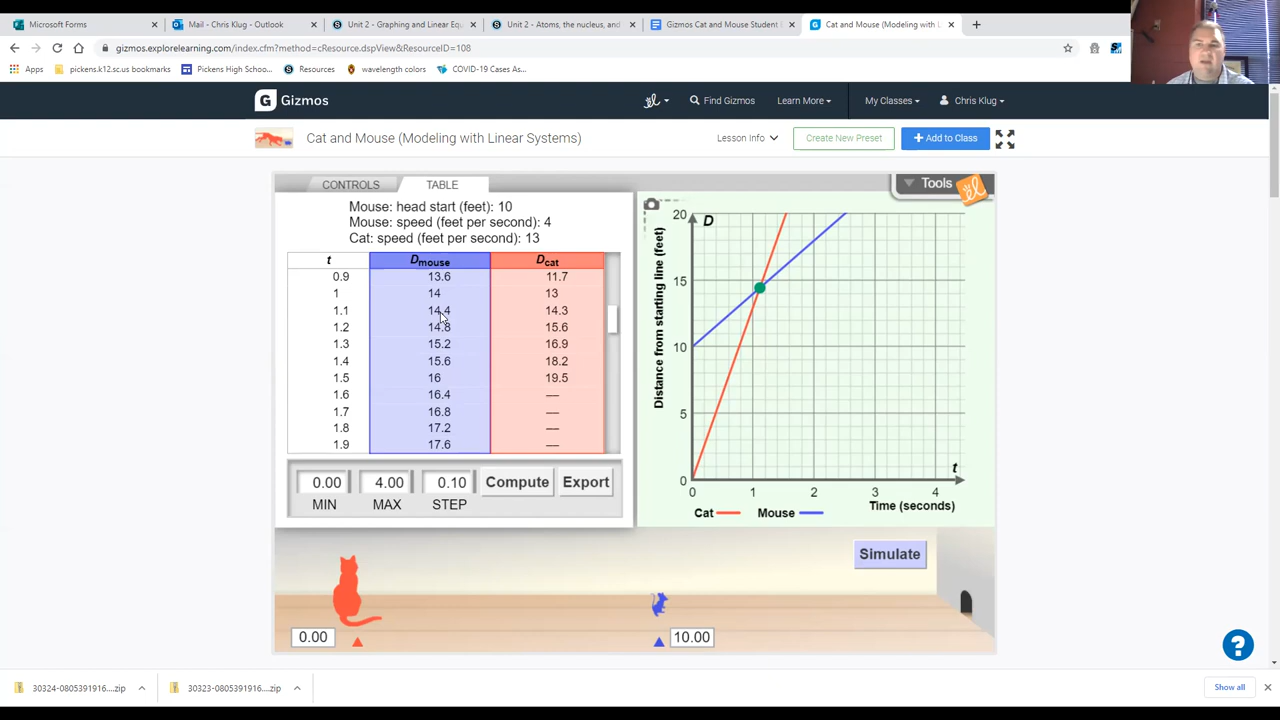 Microsoft Forms
Mail - Chris Klug - Outlook
Unit 2 - Graphing and Linear Equ
Unit 2 - Atoms, the nucleus, and
Gizmos Cat and Mouse Student
Cat and Mouse (Modeling with L
gizmos.explorelearning.com/index.cfm?method=cResource.dspView&ResourceID=108
Apps
pickens.k12.sc.us bookmarks
Pickens High School...
Resources
wavelength colors
COVID-19 Cases As...
G Gizmos
Find Gizmos
Learn More
My Classes
Chris Klug
Cat and Mouse (Modeling with Linear Systems)
Lesson Info
Create New Preset
+ Add to Class
CONTROLS
TABLE
Tools
Mouse: head start (feet): 10
Mouse: speed (feet per second): 4
Cat: speed (feet per second): 13
t Dmouse Dcat
0.9 13.6 11.7
1 14 13
1.1 14.4 14.3
1.2 14.8 15.6
1.3 15.2 16.9
1.4 15.6 18.2
1.5 16 19.5
1.6 16.4 —
1.7 16.8 —
1.8 17.2 —
1.9 17.6 —
0.00 4.00 0.10 Compute Export
MIN MAX STEP
D
20
15
10
5
0
Distance from starting line (feet)
t
0 1 2 3 4
Time (seconds)
Cat
Mouse
Simulate
0.00
10.00
?
30324-0805391916....zip
30323-0805391916....zip
Show all